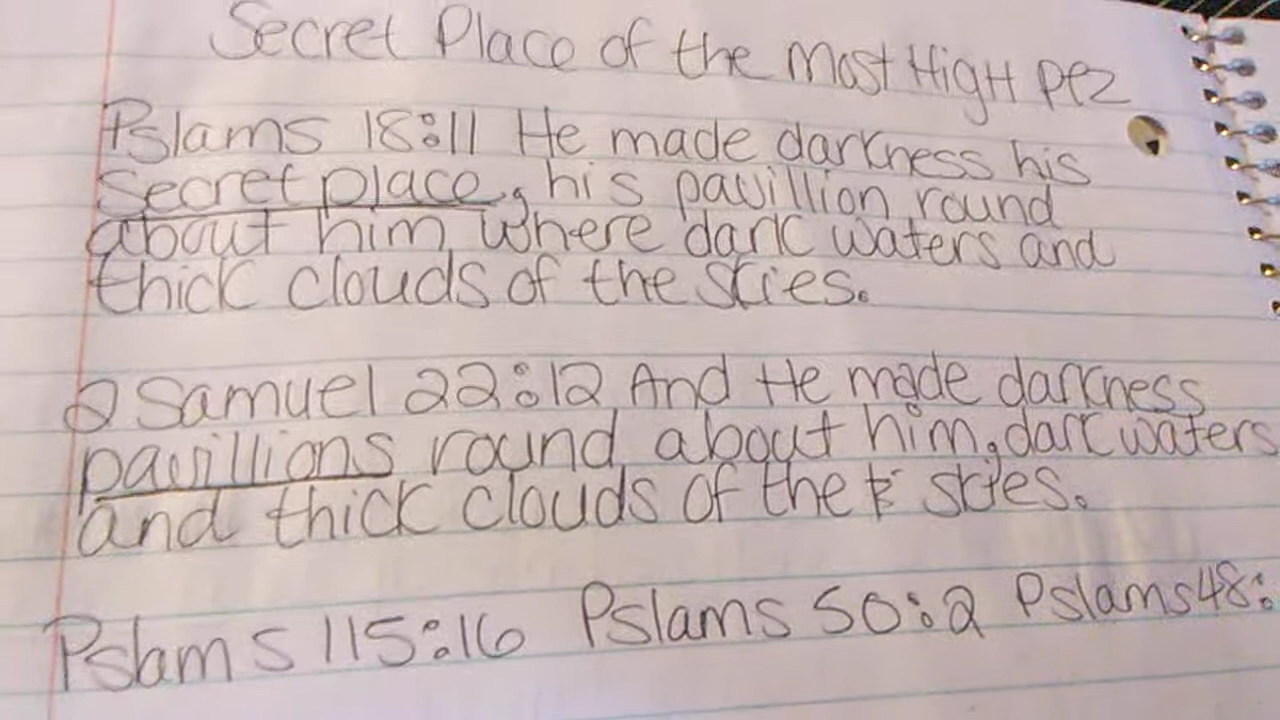 Secret Place of the Most High pt2
Pslams 18:11 He made darkness his
secret place, his pavillion round
about him where dark waters and
thick clouds of the skies.
2 Samuel 22:12 And He made darkness
pavillions round about him, dark waters
and thick clouds of the skies.
Pslams 115:16 Pslams 50:2 Pslams 48: